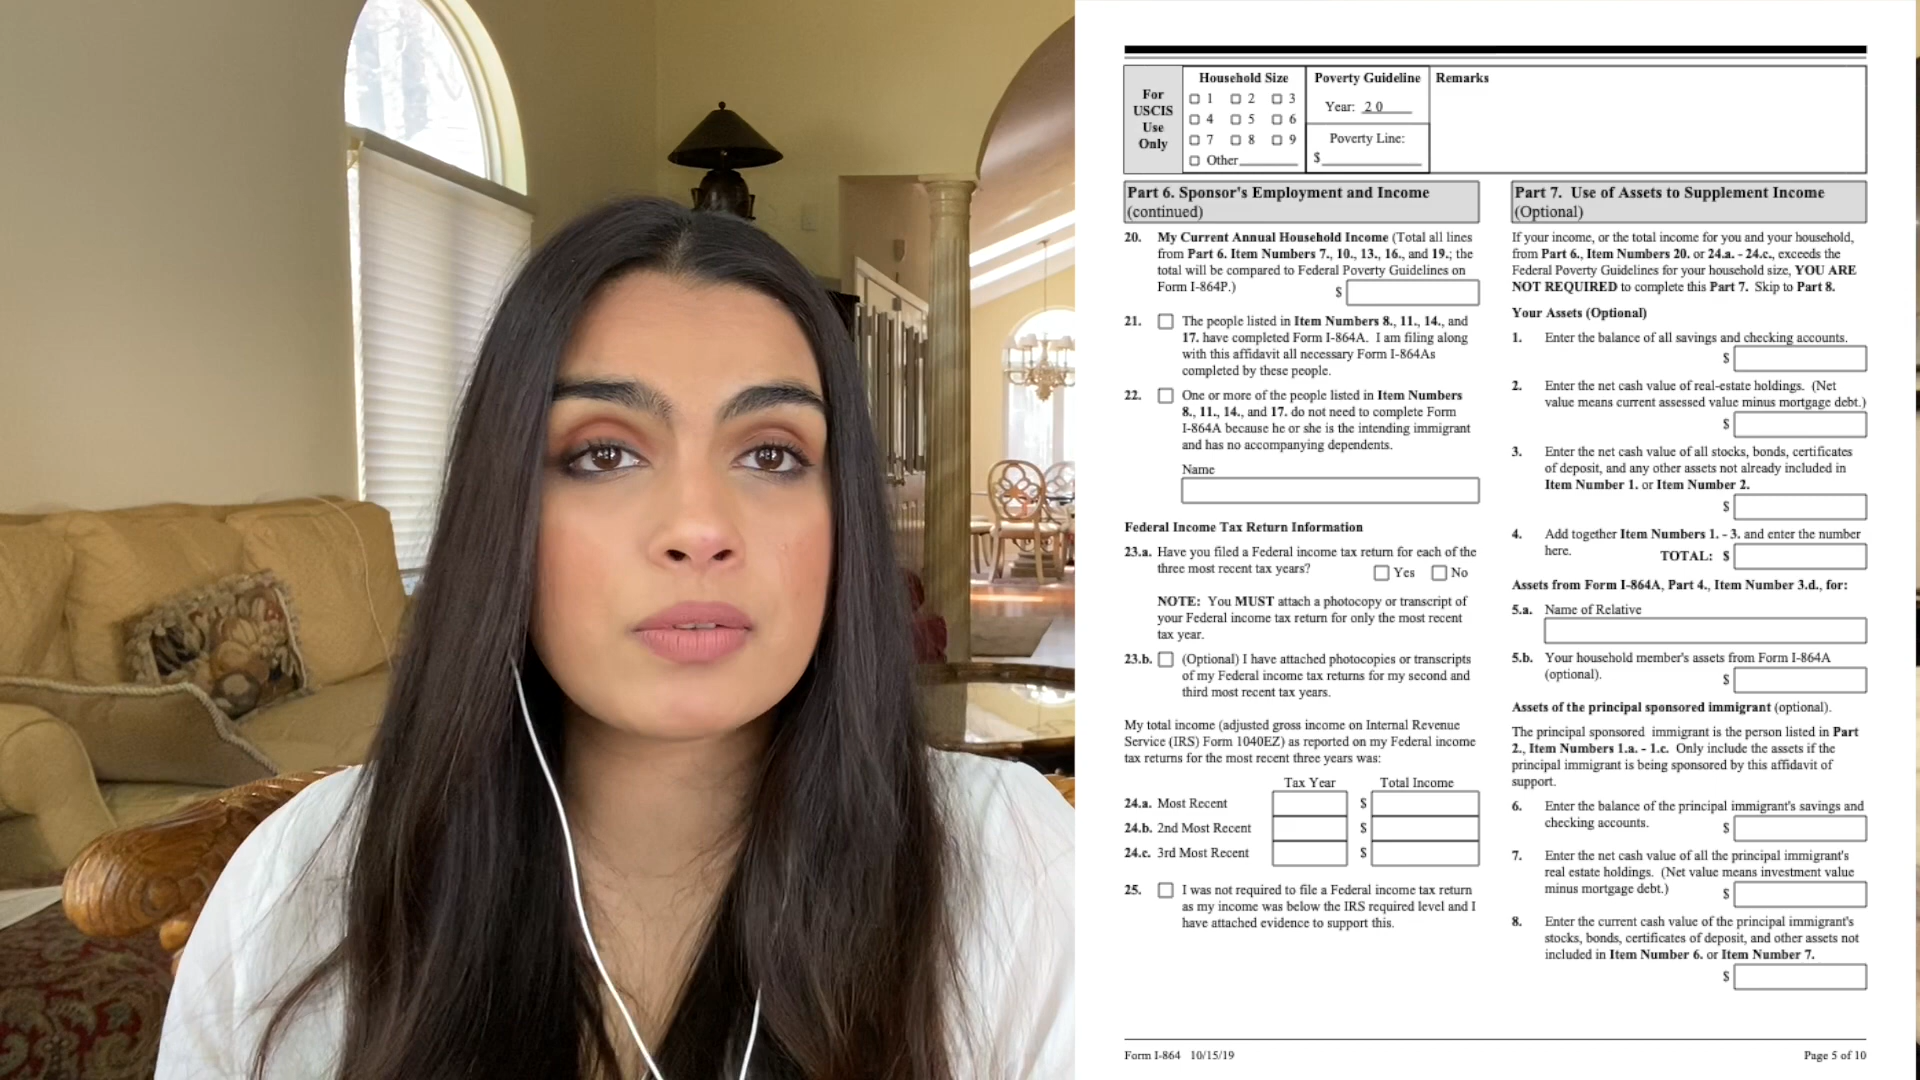 For
USCIS
Use
Only
Household Size
1 2 3
4 5 6
7 8 9
Other
Poverty Guideline
Year: 2 0
Poverty Line:
$
Remarks
Part 6. Sponsor's Employment and Income
(continued)
20. My Current Annual Household Income (Total all lines
from Part 6. Item Numbers 7., 10., 13., 16., and 19.; the
total will be compared to Federal Poverty Guidelines on
Form I-864P.) $
21. The people listed in Item Numbers 8., 11., 14., and
17. have completed Form I-864A. I am filing along
with this affidavit all necessary Form I-864As
completed by these people.
22. One or more of the people listed in Item Numbers
8., 11., 14., and 17. do not need to complete Form
I-864A because he or she is the intending immigrant
and has no accompanying dependents.
Name
Federal Income Tax Return Information
23.a. Have you filed a Federal income tax return for each of the
three most recent tax years? Yes No
NOTE: You MUST attach a photocopy or transcript of
your Federal income tax return for only the most recent
tax year.
23.b. (Optional) I have attached photocopies or transcripts
of my Federal income tax returns for my second and
third most recent tax years.
My total income (adjusted gross income on Internal Revenue
Service (IRS) Form 1040EZ) as reported on my Federal income
tax returns for the most recent three years was:
Tax Year Total Income
24.a. Most Recent $
24.b. 2nd Most Recent $
24.c. 3rd Most Recent $
25. I was not required to file a Federal income tax return
as my income was below the IRS required level and I
have attached evidence to support this.
Part 7. Use of Assets to Supplement Income
(Optional)
If your income, or the total income for you and your household,
from Part 6., Item Numbers 20. or 24.a. - 24.c., exceeds the
Federal Poverty Guidelines for your household size, YOU ARE
NOT REQUIRED to complete this Part 7. Skip to Part 8.
Your Assets (Optional)
1. Enter the balance of all savings and checking accounts.
$
2. Enter the net cash value of real-estate holdings. (Net
value means current assessed value minus mortgage debt.)
$
3. Enter the net cash value of all stocks, bonds, certificates
of deposit, and any other assets not already included in
Item Number 1. or Item Number 2.
$
4. Add together Item Numbers 1. - 3. and enter the number
here. TOTAL: $
Assets from Form I-864A, Part 4., Item Number 3.d., for:
5.a. Name of Relative
5.b. Your household member's assets from Form I-864A
(optional). $
Assets of the principal sponsored immigrant (optional).
The principal sponsored immigrant is the person listed in Part
2., Item Numbers 1.a. - 1.c. Only include the assets if the
principal immigrant is being sponsored by this affidavit of
support.
6. Enter the balance of the principal immigrant's savings and
checking accounts. $
7. Enter the net cash value of all the principal immigrant's
real estate holdings. (Net value means investment value
minus mortgage debt.) $
8. Enter the current cash value of the principal immigrant's
stocks, bonds, certificates of deposit, and other assets not
included in Item Number 6. or Item Number 7.
$
Form I-864 10/15/19
Page 5 of 10